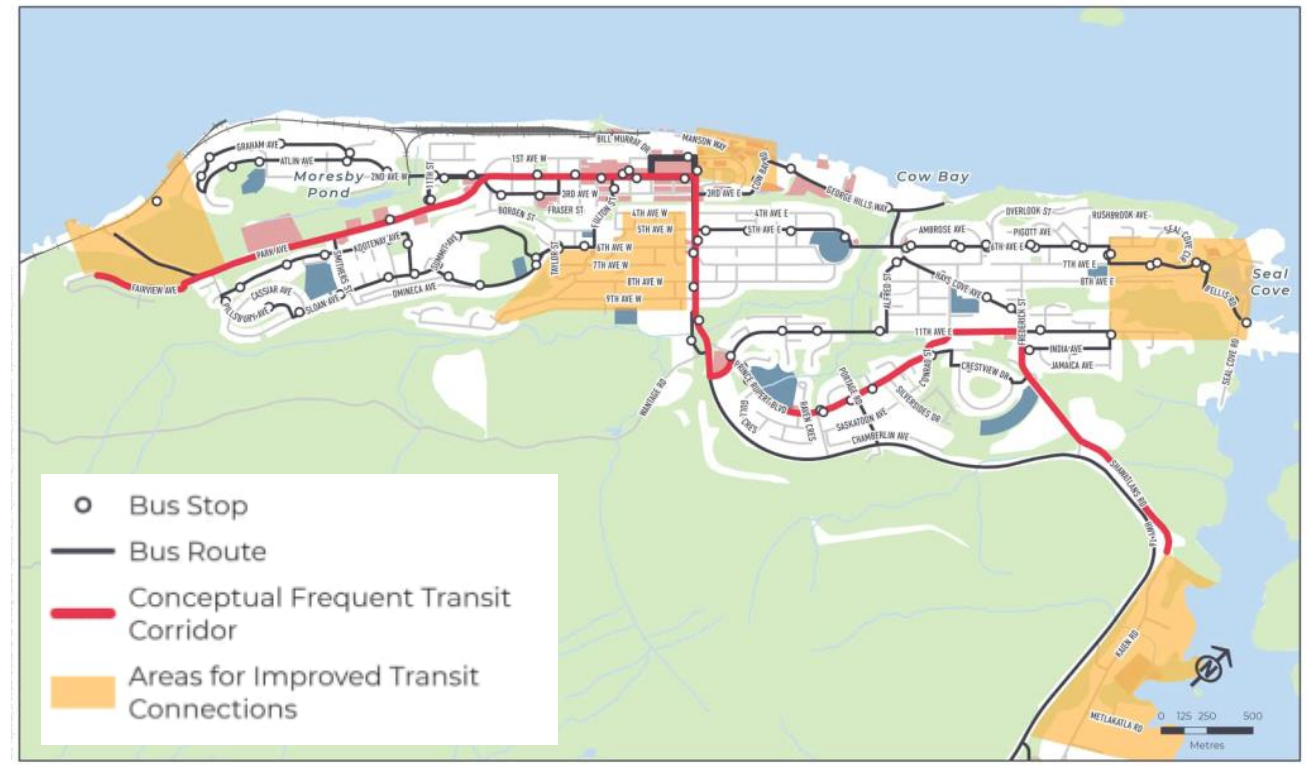 MANSON WAY
BILL MURRAY DR
GRAHAM AVE
ATLIN AVE
Moresby
Pond
2ND AVE W
11TH ST
1ST AVE W
3RD AVE W
FULTON ST
BORDEN ST
FRASER ST
3RD AVE E
COW BAY RD
GEORGE HILLS WAY
Cow Bay
4TH AVE W
5TH AVE W
6TH AVE W
7TH AVE W
8TH AVE W
9TH AVE W
TAYLOR ST
4TH AVE E
5TH AVE E
OVERLOOK ST
RUSHBROOK AVE
AMBROSE AVE
PIGOTT AVE
6TH AVE E
7TH AVE E
8TH AVE E
SEAL COVE CIR
BELLIS RD
Seal
Cove
SEAL COVE RD
PARK AVE
KOOTENAY AVE
SUMMIT AVE
SMITHERS ST
FAIRVIEW AVE
CASSIAR AVE
PILLSBURY AVE
SLOAN AVE
OMINECA AVE
HAYS COVE AVE
ALFRED ST
FREDERICK ST
11TH AVE E
INDIA AVE
JAMAICA AVE
CONRAD ST
CRESTVIEW DR
WANTAGE RD
PRINCE RUPERT BLVD
PORTAGE RD
SILVERSIDES DR
GULL CRES
RAVEN CRES
SASKATOON AVE
CHAMBERLIN AVE
SHAWATLANS RD
HWY-16
KAIEN RD
METLAKATLA RD
N
0 125 250 500
Metres
Bus Stop
Bus Route
Conceptual Frequent Transit
Corridor
Areas for Improved Transit
Connections